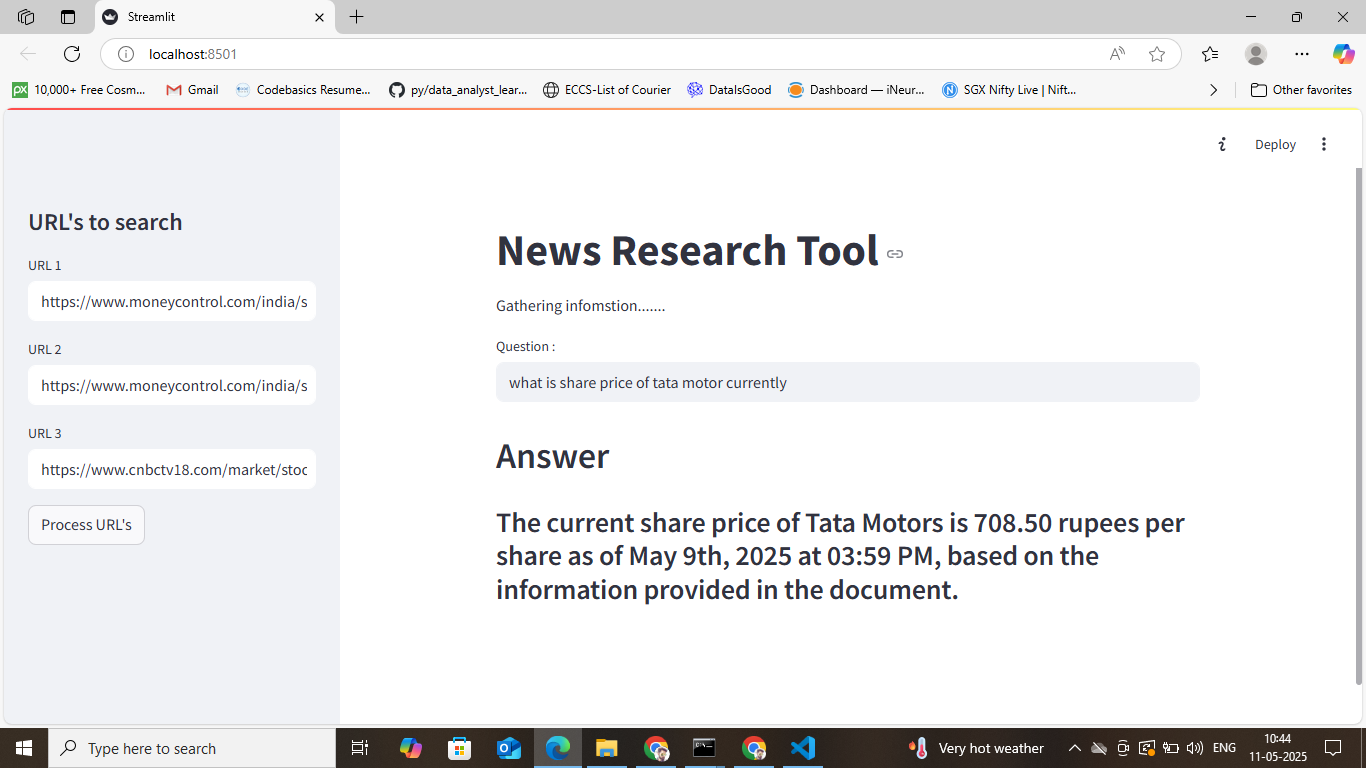 Streamlit
localhost:8501
10,000+ Free Cosm...
Gmail
Codebasics Resume...
py/data_analyst_lear...
ECCS-List of Courier
DataIsGood
Dashboard — iNeur...
SGX Nifty Live | Nift...
Other favorites
Deploy
URL's to search
URL 1
https://www.moneycontrol.com/india/s
URL 2
https://www.moneycontrol.com/india/s
URL 3
https://www.cnbctv18.com/market/stoc
Process URL's
News Research Tool
Gathering infomstion.......
Question :
what is share price of tata motor currently
Answer
The current share price of Tata Motors is 708.50 rupees per
share as of May 9th, 2025 at 03:59 PM, based on the
information provided in the document.
Type here to search
Very hot weather
ENG
10:44
11-05-2025